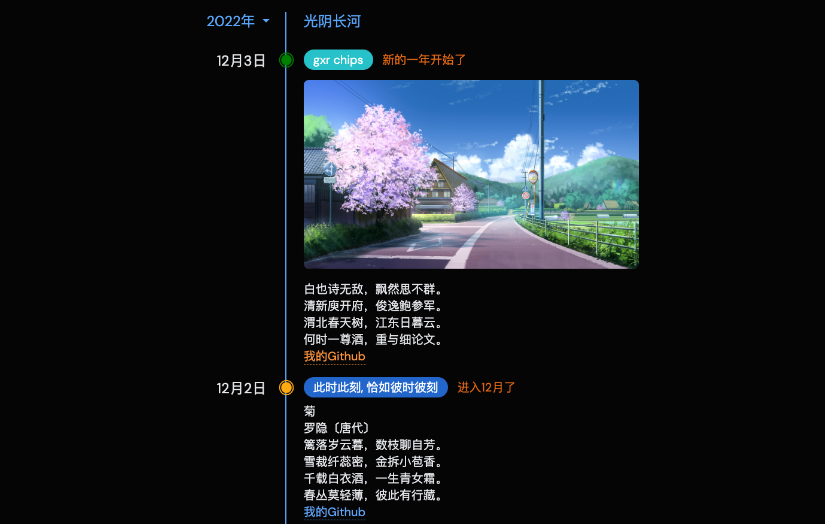 2022年 光阴长河
12月3日 gxr chips 新的一年开始了
白也诗无敌，飘然思不群。
清新庾开府，俊逸鲍参军。
渭北春天树，江东日暮云。
何时一尊酒，重与细论文。
我的Github
12月2日 此时此刻, 恰如彼时彼刻 进入12月了
菊
罗隐〔唐代〕
篱落岁云暮，数枝聊自芳。
雪裁纤蕊密，金拆小苞香。
千载白衣酒，一生青女霜。
春丛莫轻薄，彼此有行藏。
我的Github